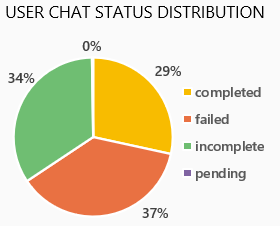 USER CHAT STATUS DISTRIBUTION
0%
29%
34%
37%
completed
failed
incomplete
pending